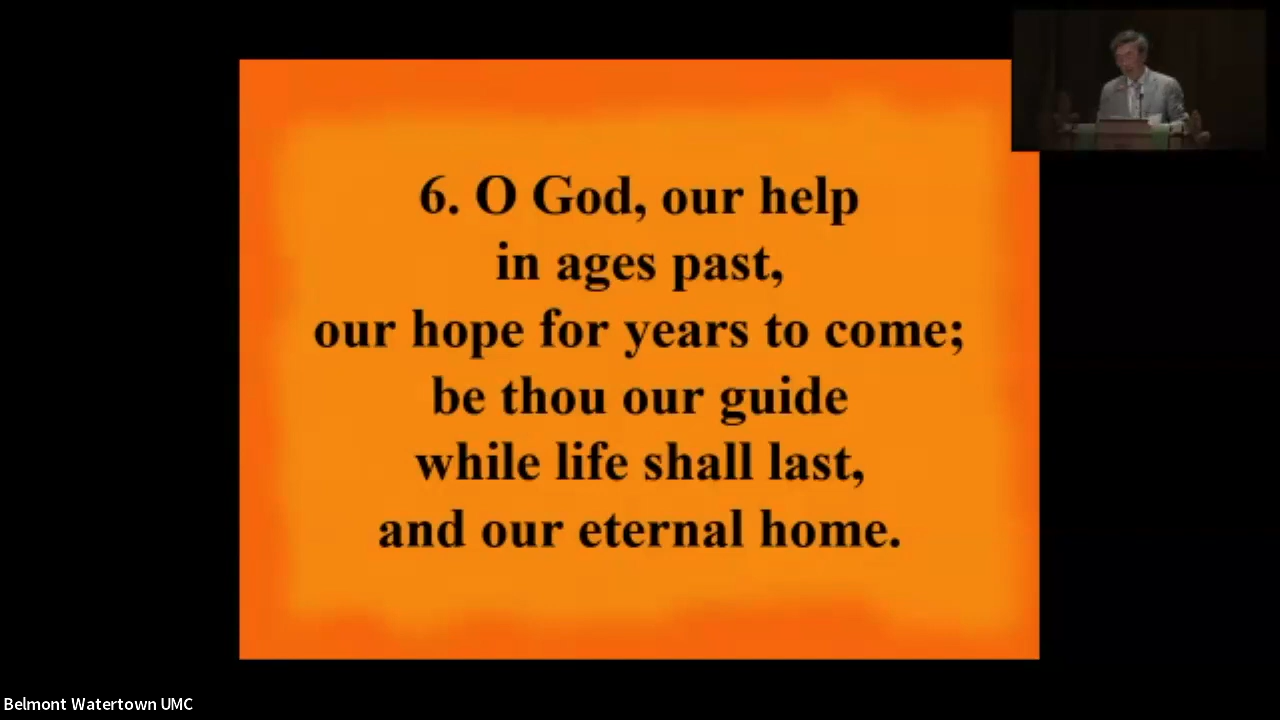 6. O God, our help
in ages past,
our hope for years to come;
be thou our guide
while life shall last,
and our eternal home.
Belmont Watertown UMC